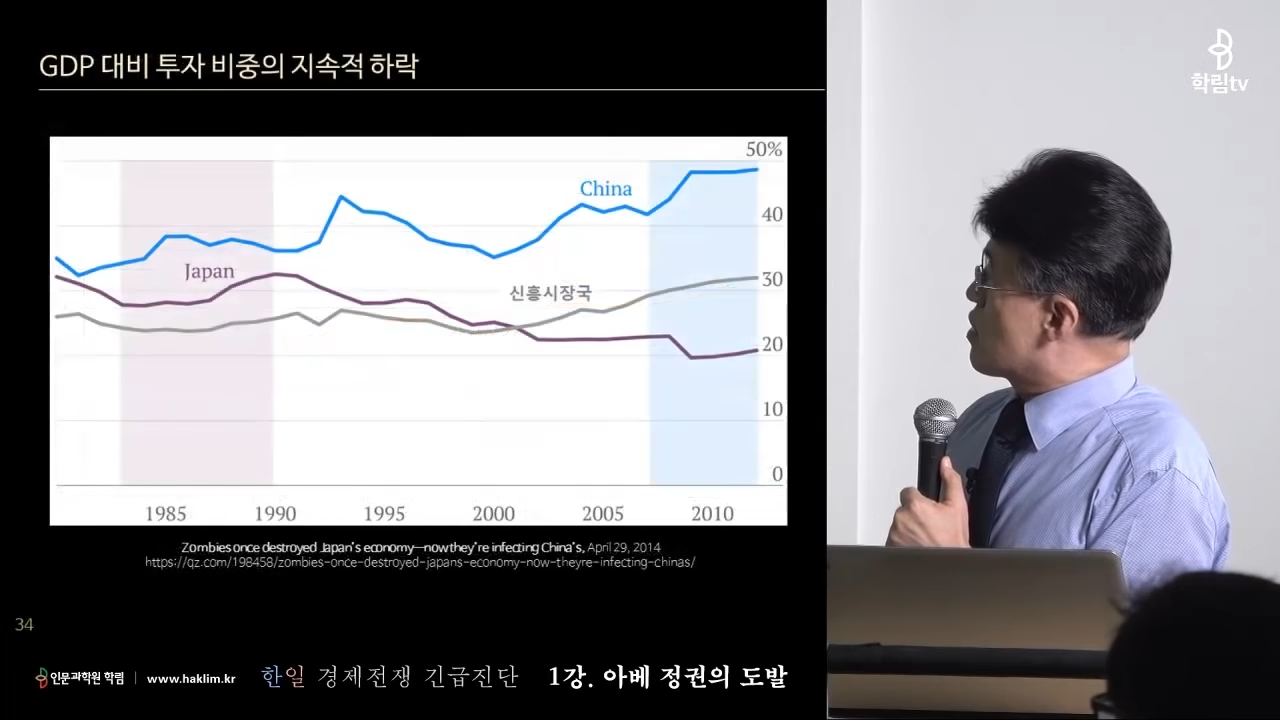 GDP 대비 투자 비중의 지속적 하락
학림tv
50%
China
40
Japan
30
신흥시장국
20
10
0
1985 1990 1995 2000 2005 2010
Zombies once destroyed Japan's economy—now they're infecting China's, April 29, 2014
https://qz.com/198458/zombies-once-destroyed-japans-economy-now-theyre-infecting-chinas/
34
인문과학원 학림 | www.haklim.kr 한일 경제전쟁 긴급진단 1강. 아베 정권의 도발